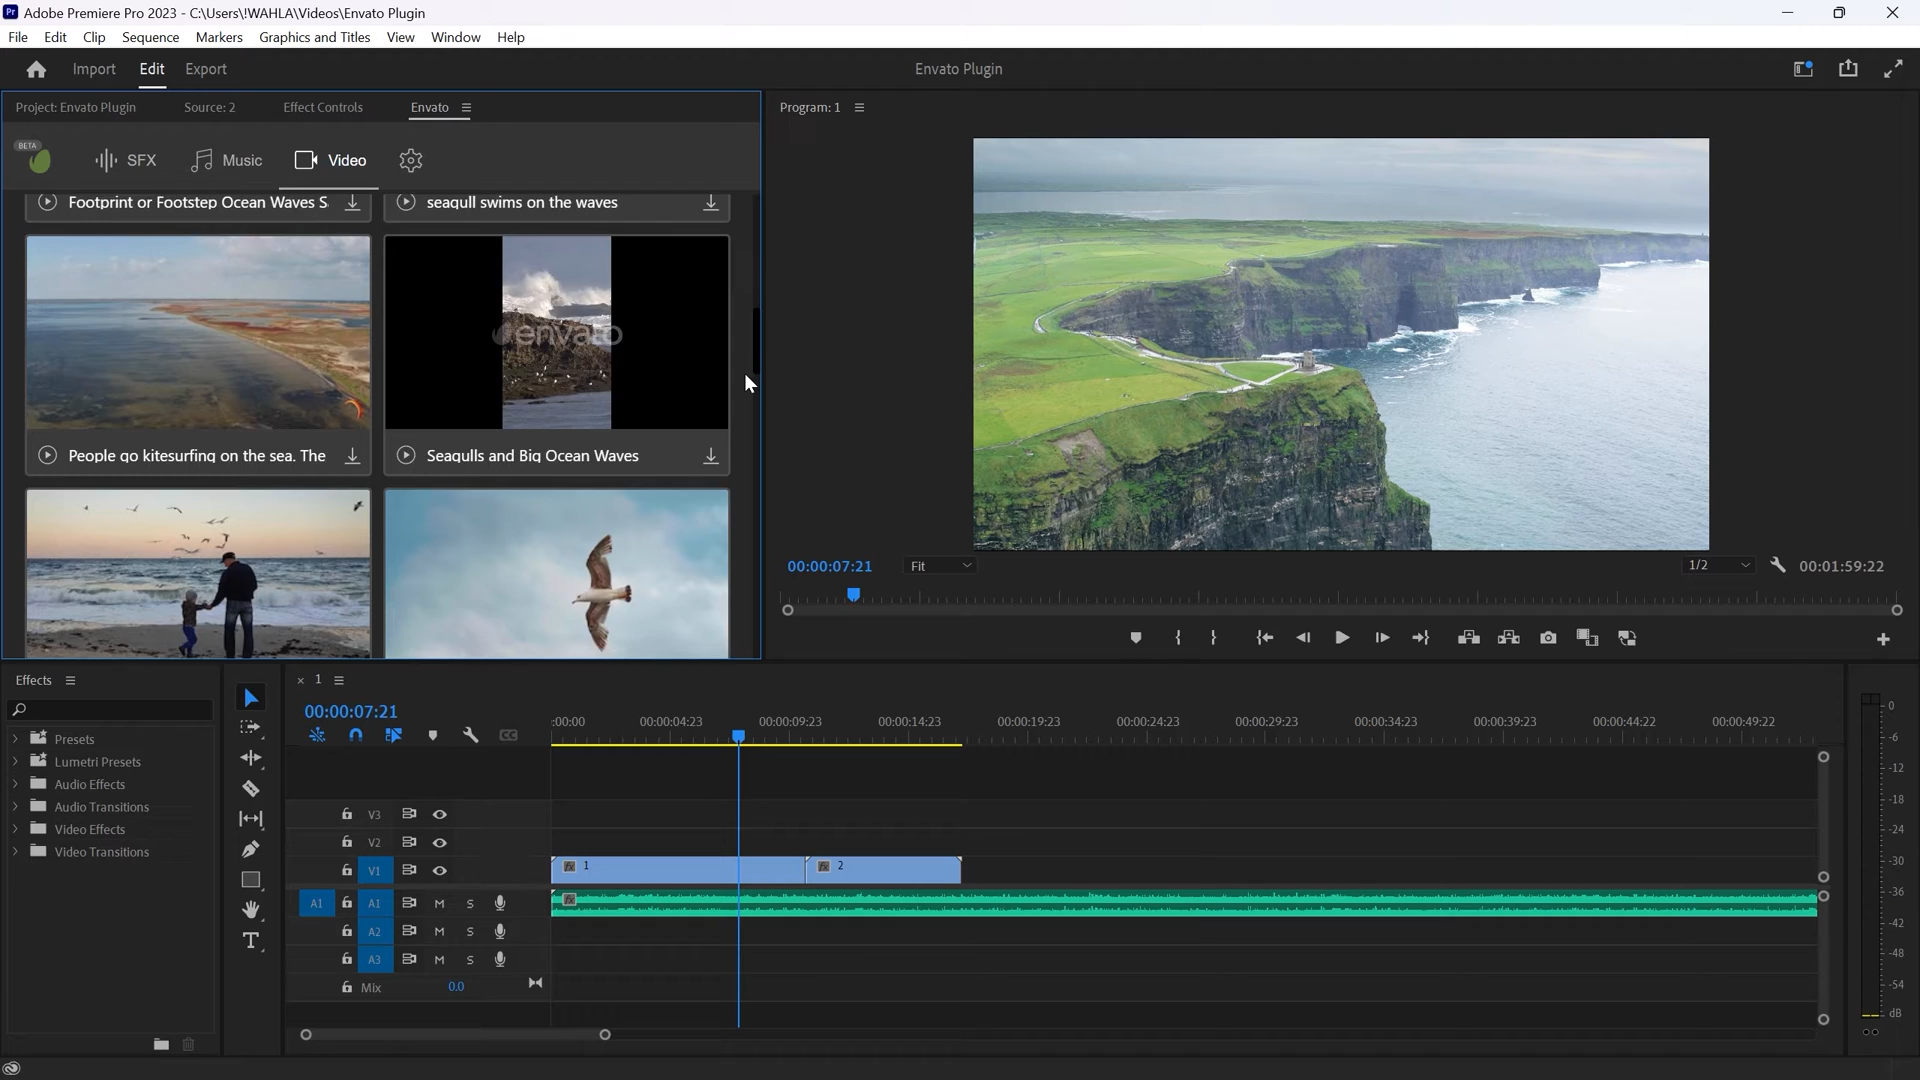 Pr Adobe Premiere Pro 2023 - C:\Users\!WAHLA\Videos\Envato Plugin
File Edit Clip Sequence Markers Graphics and Titles View Window Help
Import Edit Export
Envato Plugin
Project: Envato Plugin Source: 2 Effect Controls Envato
Program: 1
BETA
SFX Music Video
Footprint or Footstep Ocean Waves S
seagull swims on the waves
envato
People go kitesurfing on the sea. The
Seagulls and Big Ocean Waves
00:00:07:21 Fit 1/2 00:01:59:22
Effects
× 1
00:00:07:21
:00:00 00:00:04:23 00:00:09:23 00:00:14:23 00:00:19:23 00:00:24:23 00:00:29:23 00:00:34:23 00:00:39:23 00:00:44:22 00:00:49:22
CC
Presets
Lumetri Presets
Audio Effects
Audio Transitions
Video Effects
Video Transitions
T
V3
V2
V1 fx 1 fx 2
A1 A1 M S fx
A2 M S
A3 M S
Mix 0.0
0
-6
-12
-18
-24
-30
-36
-42
-48
-54
dB